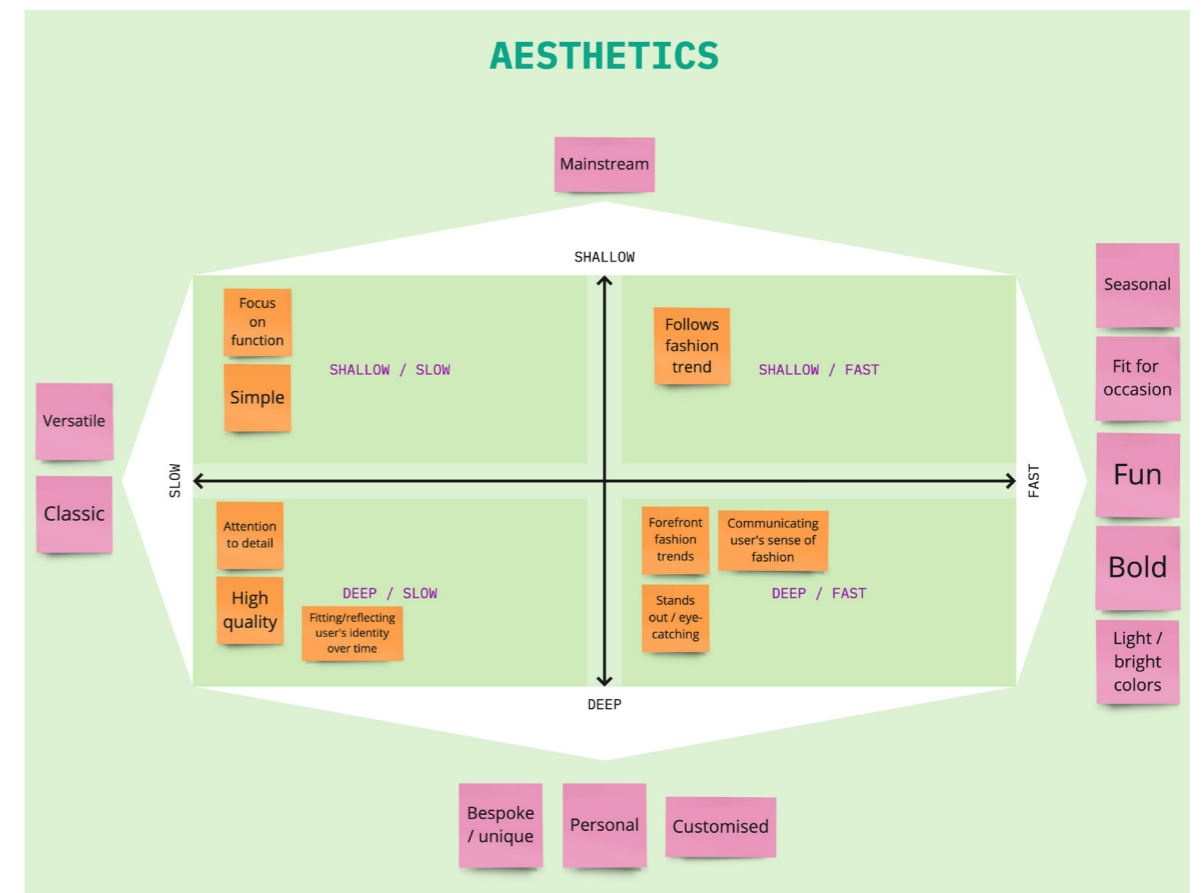 AESTHETICS
Mainstream
SHALLOW
Focus
on
function
Simple
SHALLOW / SLOW
Follows
fashion
trend
SHALLOW / FAST
Versatile
Classic
SLOW
FAST
Seasonal
Fit for
occasion
Fun
Bold
Light /
bright
colors
Attention
to detail
High
quality
DEEP / SLOW
Fitting/reflecting
user's identity
over time
Forefront
fashion
trends
Communicating
user's sense of
fashion
DEEP / FAST
Stands
out / eye-
catching
DEEP
Bespoke
/ unique
Personal
Customised